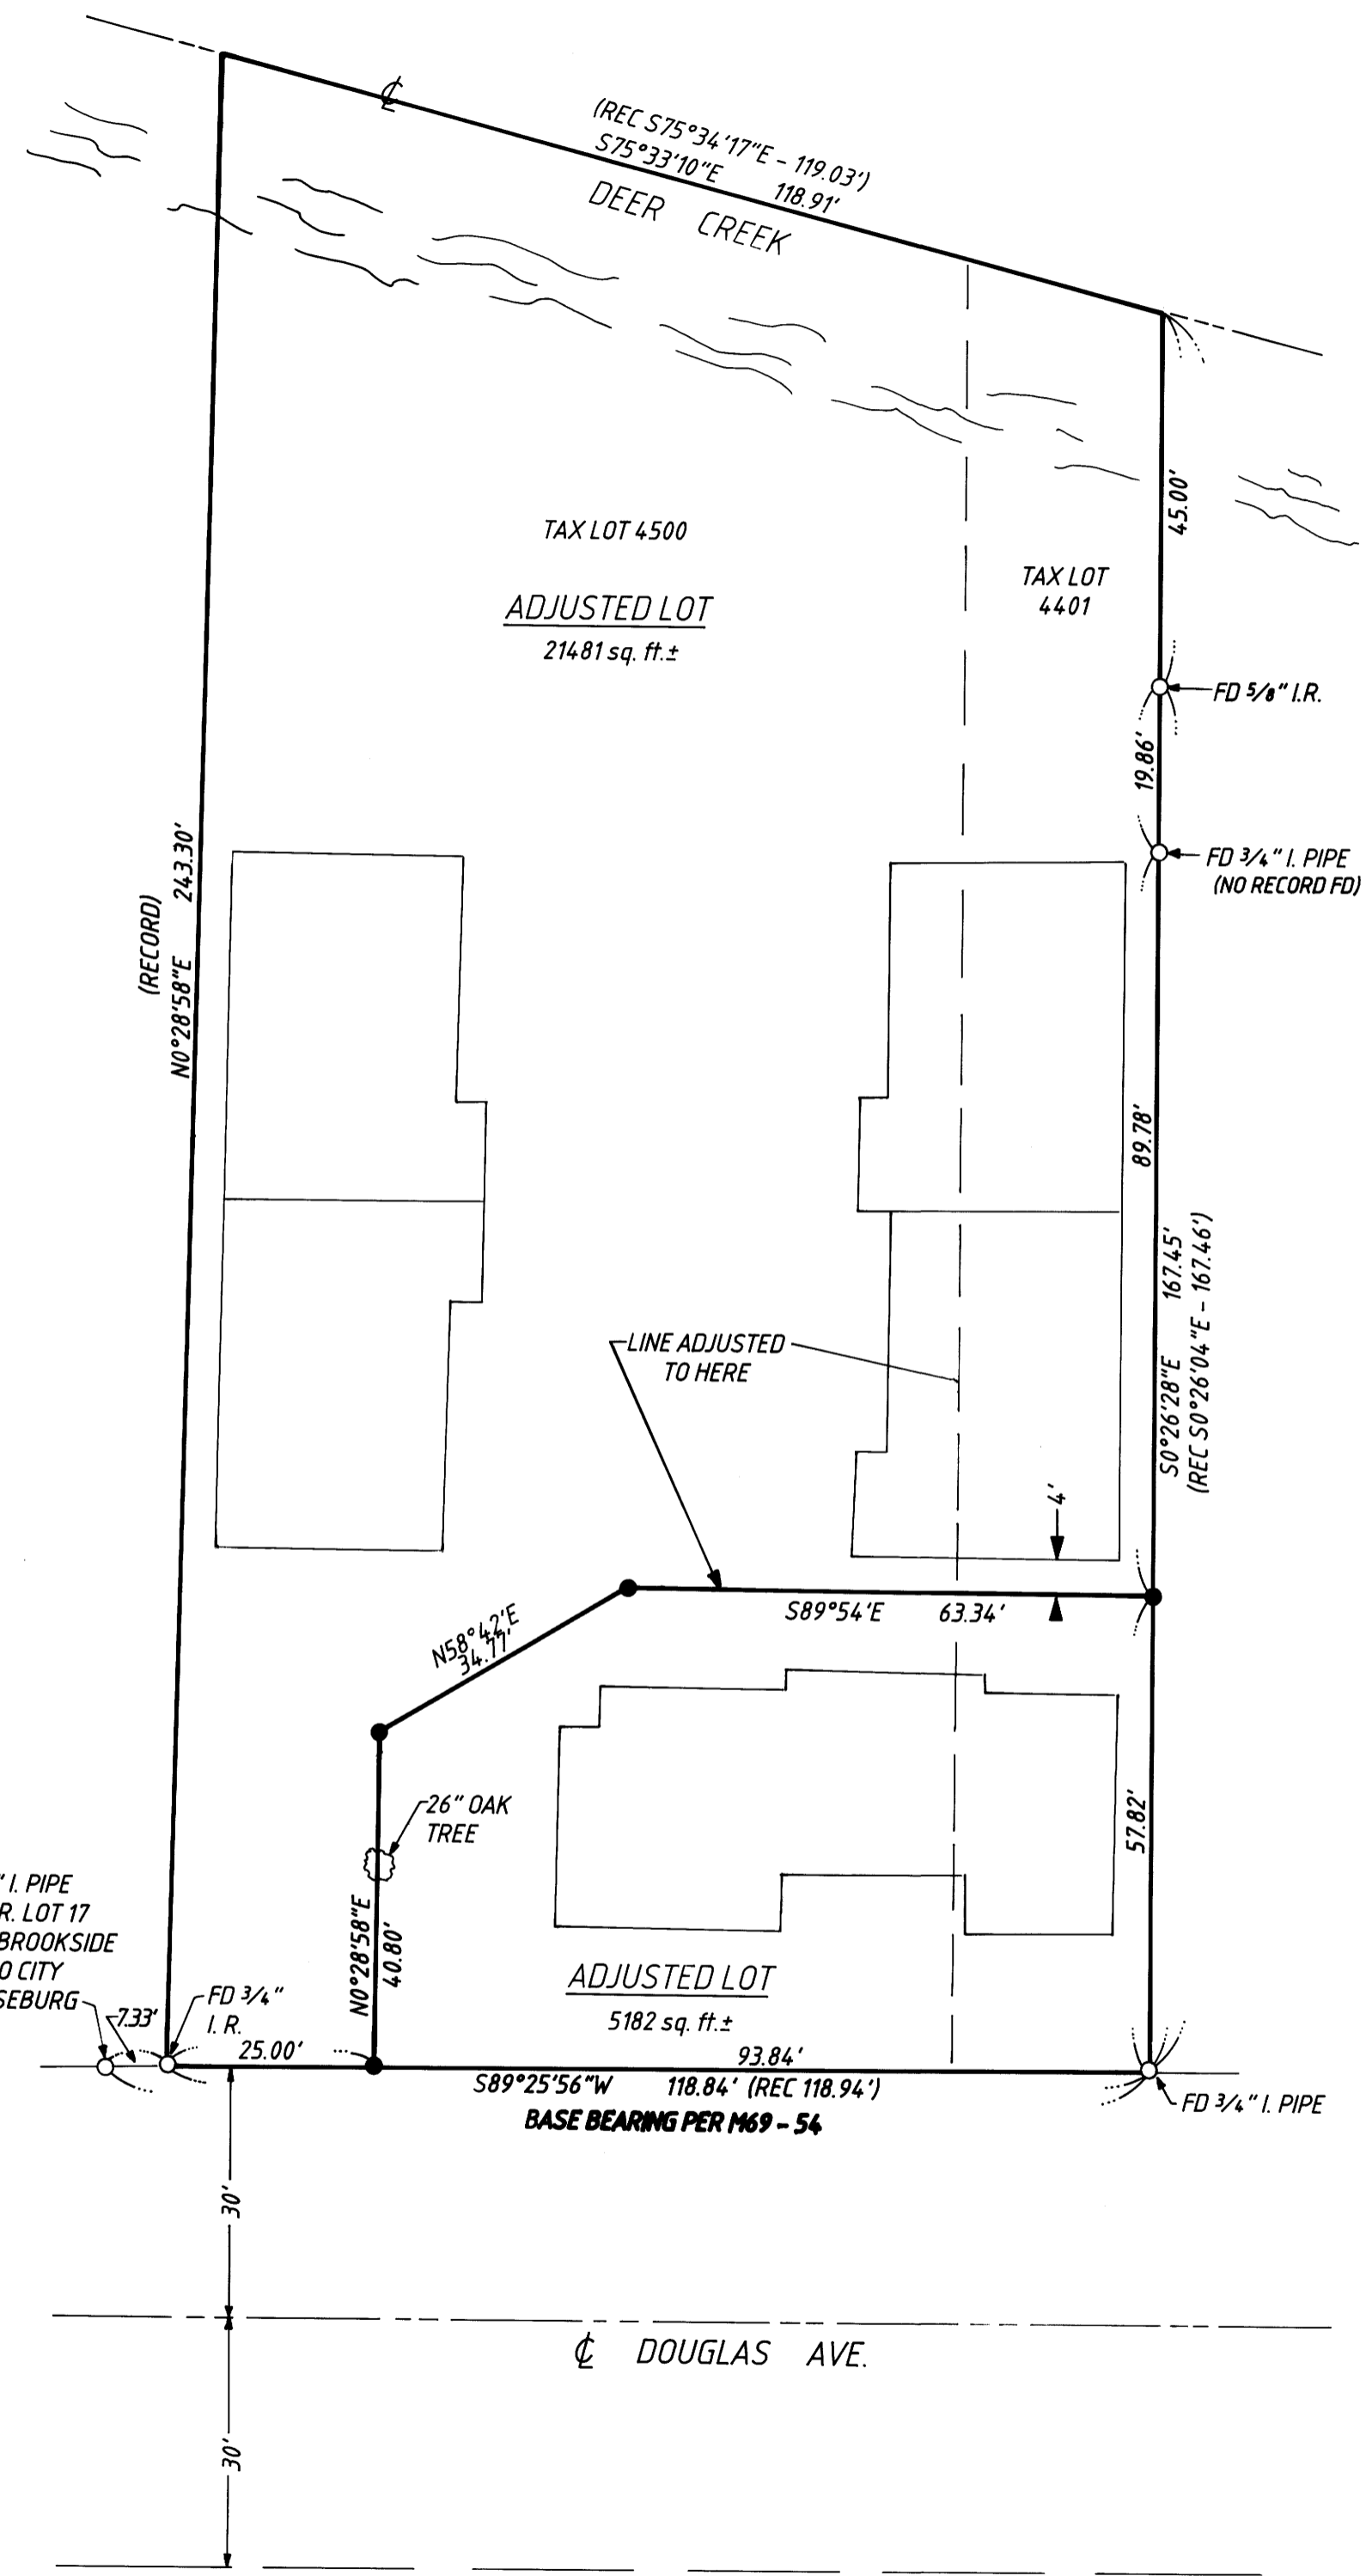 ℄
(REC S75°34'17"E - 119.03')
S75°33'10"E 118.91'
DEER CREEK
45.00'
TAX LOT 4500
ADJUSTED LOT
21481 sq. ft.±
TAX LOT
4401
FD 5/8" I.R.
19.86'
FD 3/4" I. PIPE
(NO RECORD FD)
(RECORD)
N0°28'58"E 243.30'
89.78'
S0°26'28"E 167.45'
(REC S0°26'04"E - 167.46')
LINE ADJUSTED
TO HERE
4'
S89°54'E 63.34'
N58°42'E
34.77'
26" OAK
TREE
57.82'
N0°28'58"E
40.80'
" I. PIPE
R. LOT 17
BROOKSIDE
O CITY
SEBURG
7.33'
FD 3/4"
I. R.
ADJUSTED LOT
5182 sq. ft.±
25.00'
93.84'
S89°25'56"W 118.84' (REC 118.94')
BASE BEARING PER M69-54
FD 3/4" I. PIPE
30'
℄ DOUGLAS AVE.
30'